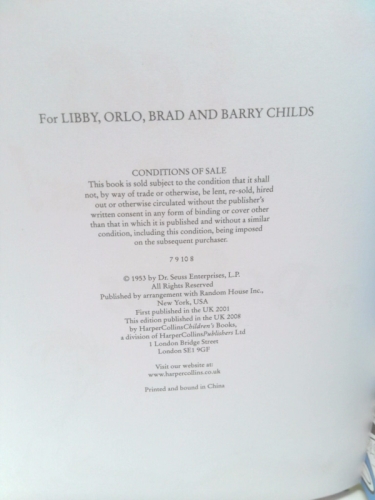 For LIBBY, ORLO, BRAD AND BARRY CHILDS
CONDITIONS OF SALE
This book is sold subject to the condition that it shall
not, by way of trade or otherwise, be lent, re-sold, hired
out or otherwise circulated without the publisher's
written consent in any form of binding or cover other
than that in which it is published and without a similar
condition, including this condition, being imposed
on the subsequent purchaser.
7 9 10 8
© 1953 by Dr. Seuss Enterprises, L.P.
All Rights Reserved
Published by arrangement with Random House Inc.,
New York, USA
First published in the UK 2001
This edition published in the UK 2008
by HarperCollinsChildren's Books,
a division of HarperCollinsPublishers Ltd
1 London Bridge Street
London SE1 9GF
Visit our website at:
www.harpercollins.co.uk
Printed and bound in China